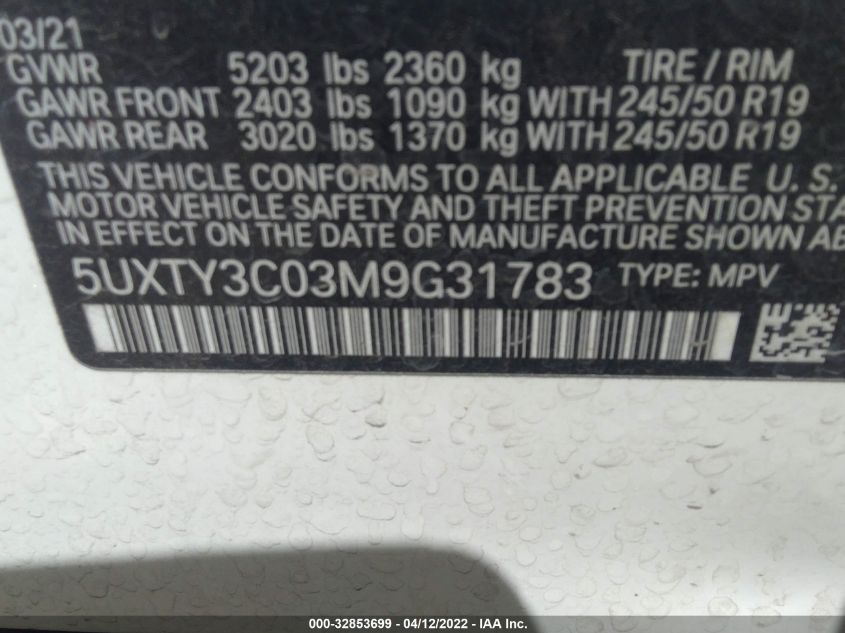 03/21
GVWR 5203 lbs 2360 kg TIRE / RIM
GAWR FRONT 2403 lbs 1090 kg WITH 245/50 R19
GAWR REAR 3020 lbs 1370 kg WITH 245/50 R19
THIS VEHICLE CONFORMS TO ALL APPLICABLE U. S.
MOTOR VEHICLE SAFETY AND THEFT PREVENTION STA
IN EFFECT ON THE DATE OF MANUFACTURE SHOWN AB
5UXTY3C03M9G31783 TYPE: MPV
000-32853699 - 04/12/2022 - IAA Inc.